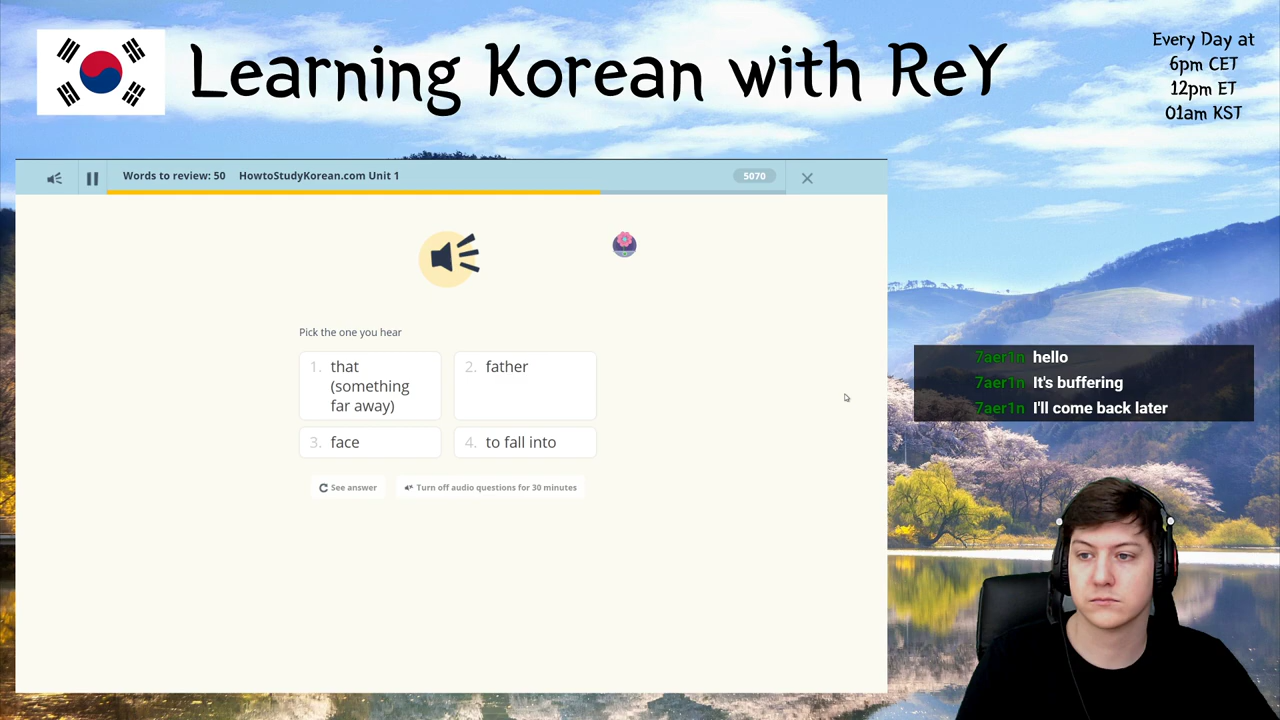 Learning Korean with ReY
Every Day at
6pm CET
12pm ET
01am KST
Words to review: 50 HowtoStudyKorean.com Unit 1
5070
Pick the one you hear
1. that (something far away)
2. father
3. face
4. to fall into
See answer
Turn off audio questions for 30 minutes
7aer1n hello
7aer1n It's buffering
7aer1n I'll come back later